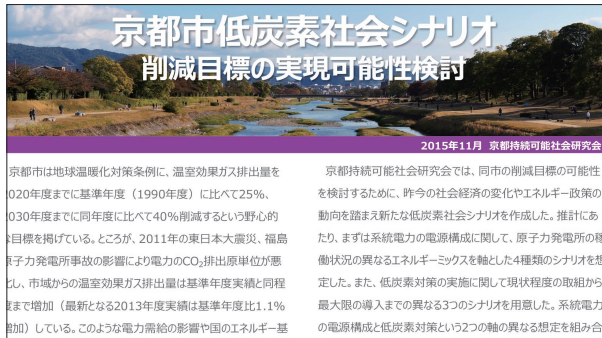 京都市低炭素社会シナリオ
削減目標の実現可能性検討
2015年11月 京都持続可能社会研究会
京都市は地球温暖化対策条例に、温室効果ガス排出量を
2020年度までに基準年度（1990年度）に比べて25%、
2030年度までに同年度に比べて40%削減するという野心的
な目標を掲げている。ところが、2011年の東日本大震災、福島
原子力発電所事故の影響により電力のCO₂排出原単位が悪
化し、市域からの温室効果ガス排出量は基準年度実績と同程
度まで増加（最新となる2013年度実績は基準年度比1.1%
増加）している。このような電力需給の影響や国のエネルギー基
京都持続可能社会研究会では、同市の削減目標の可能性
を検討するために、昨今の社会経済の変化やエネルギー政策の
動向を踏まえ新たな低炭素社会シナリオを作成した。推計にあ
たり、まずは系統電力の電源構成に関して、原子力発電所の稼
働状況の異なるエネルギーミックスを軸とした4種類のシナリオを想
定した。また、低炭素対策の実施に関して現状程度の取組から
最大限の導入までの異なる3つのシナリオを用意した。系統電力
の電源構成と低炭素対策という2つの軸の異なる想定を組み合